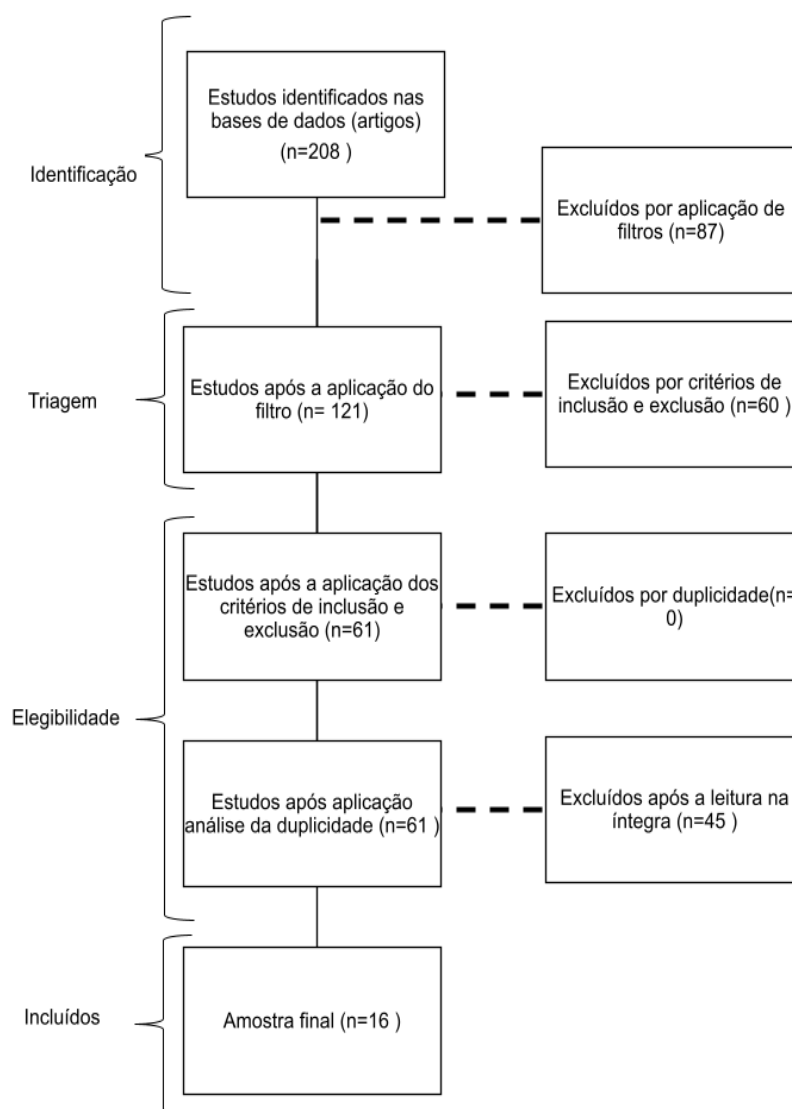 Identificação
Estudos identificados nas
bases de dados (artigos)
(n=208 )
Excluídos por aplicação de
filtros (n=87)
Triagem
Estudos após a aplicação do
filtro (n= 121)
Excluídos por critérios de
inclusão e exclusão (n=60 )
Elegibilidade
Estudos após a aplicação dos
critérios de inclusão e
exclusão (n=61)
Excluídos por duplicidade(n=
0)
Estudos após aplicação
análise da duplicidade (n=61 )
Excluídos após a leitura na
íntegra (n=45 )
Incluídos
Amostra final (n=16 )